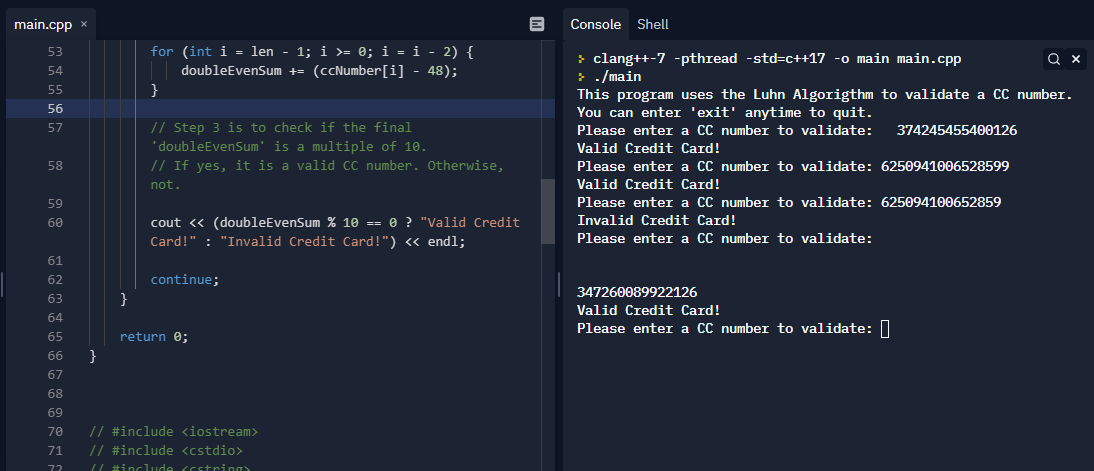 main.cpp ×
53 for (int i = len - 1; i >= 0; i = i - 2) {
54 doubleEvenSum += (ccNumber[i] - 48);
55 }
56
57 // Step 3 is to check if the final
'doubleEvenSum' is a multiple of 10.
58 // If yes, it is a valid CC number. Otherwise,
not.
59
60 cout << (doubleEvenSum % 10 == 0 ? "Valid Credit
Card!" : "Invalid Credit Card!") << endl;
61
62 continue;
63 }
64
65 return 0;
66 }
67
68
69
70 // #include <iostream>
71 // #include <cstdio>
72 // #include <cstring>
Console Shell
clang++-7 -pthread -std=c++17 -o main main.cpp
./main
This program uses the Luhn Algorigthm to validate a CC number.
You can enter 'exit' anytime to quit.
Please enter a CC number to validate:   374245455400126
Valid Credit Card!
Please enter a CC number to validate: 6250941006528599
Valid Credit Card!
Please enter a CC number to validate: 625094100652859
Invalid Credit Card!
Please enter a CC number to validate:
347260089922126
Valid Credit Card!
Please enter a CC number to validate: